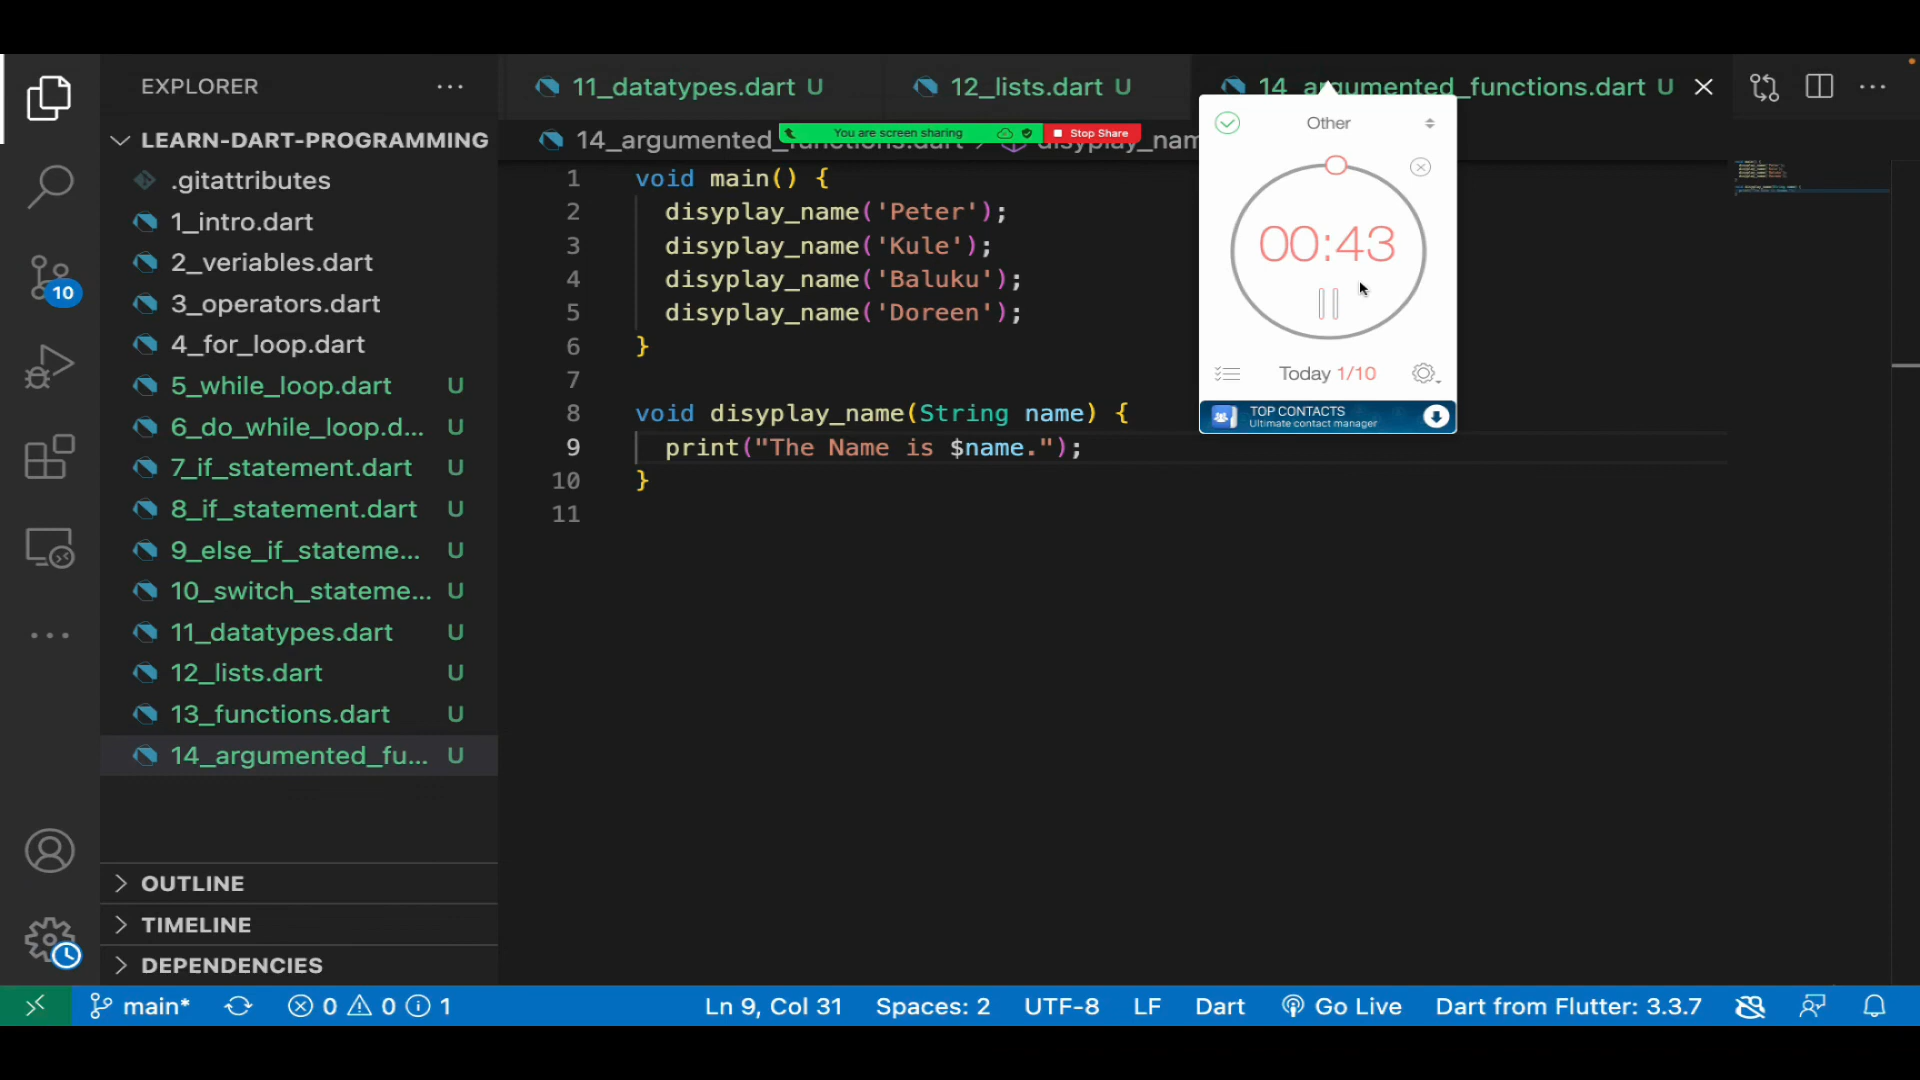 EXPLORER
LEARN-DART-PROGRAMMING
.gitattributes
1_intro.dart
2_veriables.dart
3_operators.dart
4_for_loop.dart
5_while_loop.dart U
6_do_while_loop.d... U
7_if_statement.dart U
8_if_statement.dart U
9_else_if_stateme... U
10_switch_stateme... U
11_datatypes.dart U
12_lists.dart U
13_functions.dart U
14_argumented_fu... U
OUTLINE
TIMELINE
DEPENDENCIES
10
11_datatypes.dart U
12_lists.dart U
14_argumented_functions.dart U
14_argumented_functions.dart
disyplay_nam
You are screen sharing
Stop Share
1 void main() {
2 disyplay_name('Peter');
3 disyplay_name('Kule');
4 disyplay_name('Baluku');
5 disyplay_name('Doreen');
6 }
7
8 void disyplay_name(String name) {
9 print("The Name is $name.");
10 }
11
Other
00:43
Today 1/10
TOP CONTACTS
Ultimate contact manager
main* 0 0 1 Ln 9, Col 31 Spaces: 2 UTF-8 LF Dart Go Live Dart from Flutter: 3.3.7